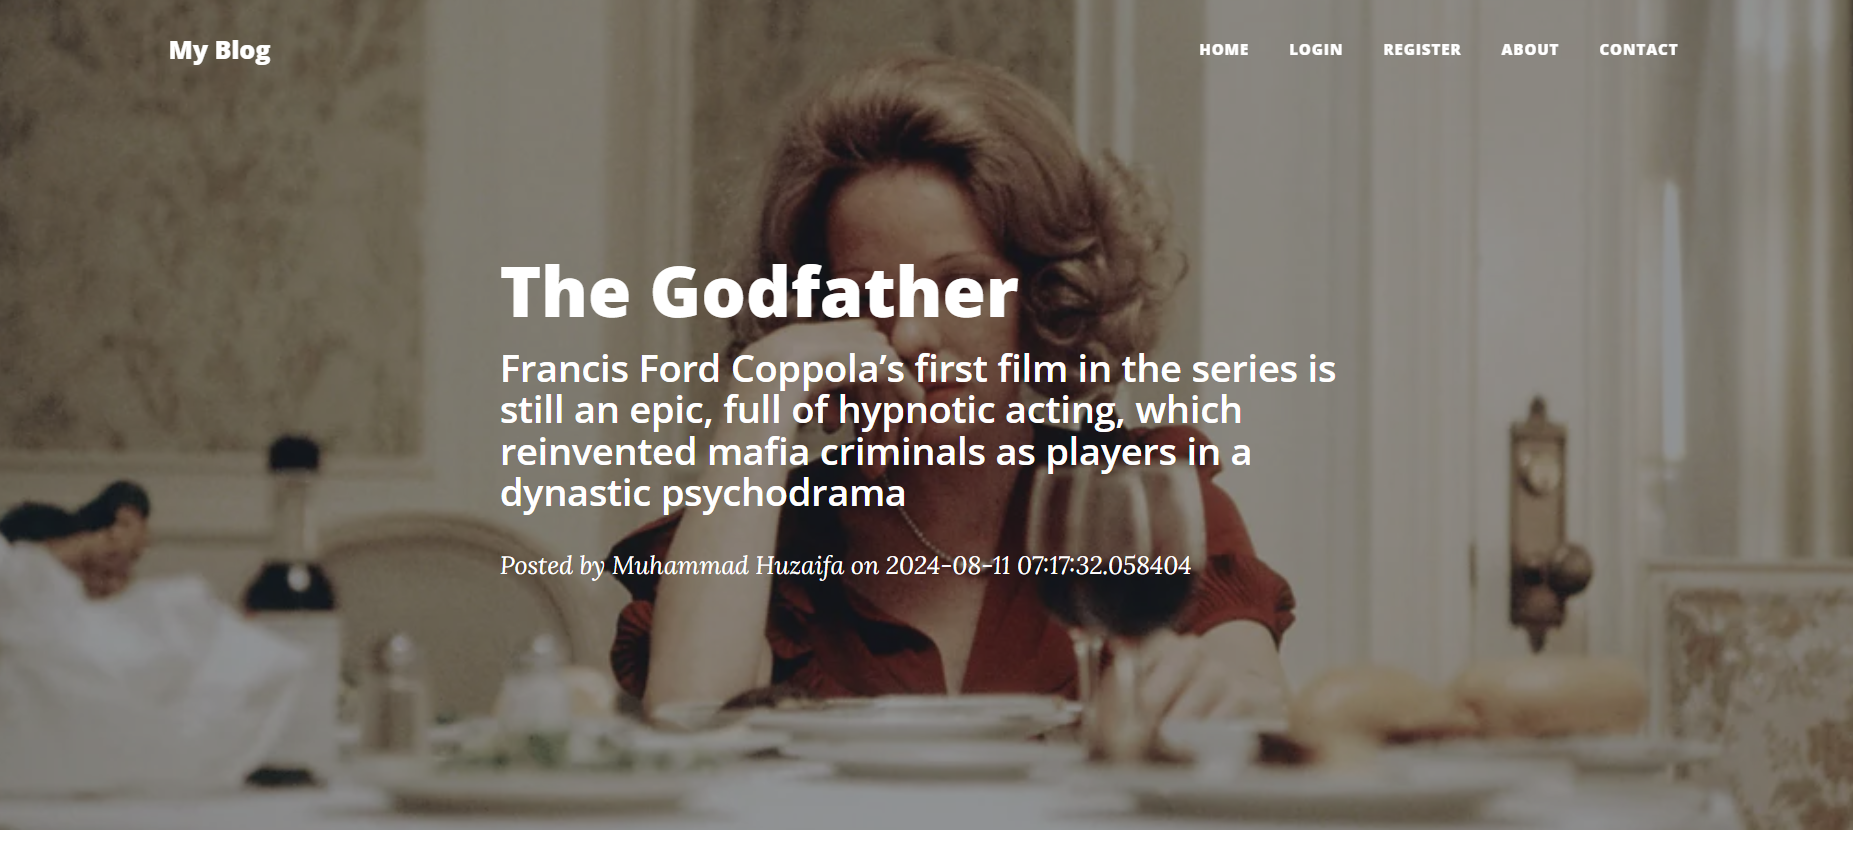 My Blog
HOME LOGIN REGISTER ABOUT CONTACT
The Godfather
Francis Ford Coppola’s first film in the series is
still an epic, full of hypnotic acting, which
reinvented mafia criminals as players in a
dynastic psychodrama
Posted by Muhammad Huzaifa on 2024-08-11 07:17:32.058404